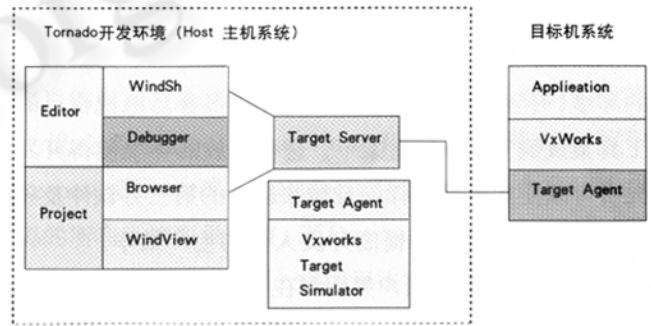 Tornado开发环境（Host 主机系统）
目标机系统
Editor
Project
WindSh
Debugger
Browser
WindView
Target Server
Target Agent
Vxworks
Target
Simulator
Applieation
VxWorks
Target Agent